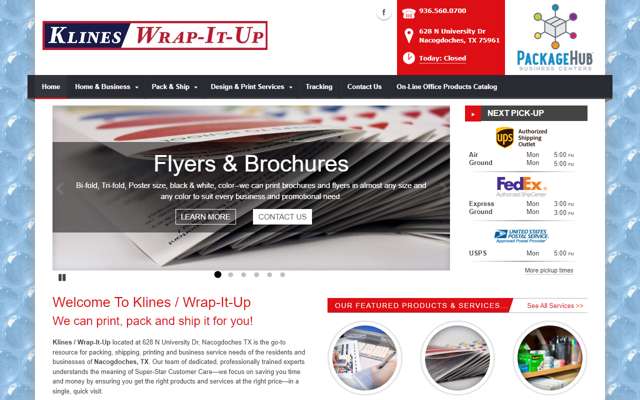 KLINES WRAP-IT-UP
f
936.560.0700
628 N University Dr
Nacogdoches, TX 75961
Today: Closed
PACKAGEHUB
BUSINESS CENTERS
Home
Home & Business
Pack & Ship
Design & Print Services
Tracking
Contact Us
On-Line Office Products Catalog
Flyers & Brochures
Bi-fold, Tri-fold, Poster size, black & white, color–we can print brochures and flyers in almost any size and
any color to suit every business and promotional need
LEARN MORE
CONTACT US
NEXT PICK-UP
ups
Authorized
Shipping
Outlet
Air Mon 5:00 PM
Ground Mon 5:00 PM
FedEx
Authorized ShipCenter
Express Mon 3:00 PM
Ground Mon 3:00 PM
UNITED STATES
POSTAL SERVICE
Approved Postal Provider
USPS Mon 5:00 PM
More pickup times
Welcome To Klines / Wrap-It-Up
We can print, pack and ship it for you!
Klines / Wrap-It-Up located at 628 N University Dr, Nacogdoches TX is the go-to
resource for packing, shipping, printing and business service needs of the residents and
businesses of Nacogdoches, TX. Our team of dedicated, professionally trained experts
understands the meaning of Super-Star Customer Care—we focus on saving you time
and money by ensuring you get the right products and services at the right price—in a
single, quick visit.
OUR FEATURED PRODUCTS & SERVICES...
See All Services >>